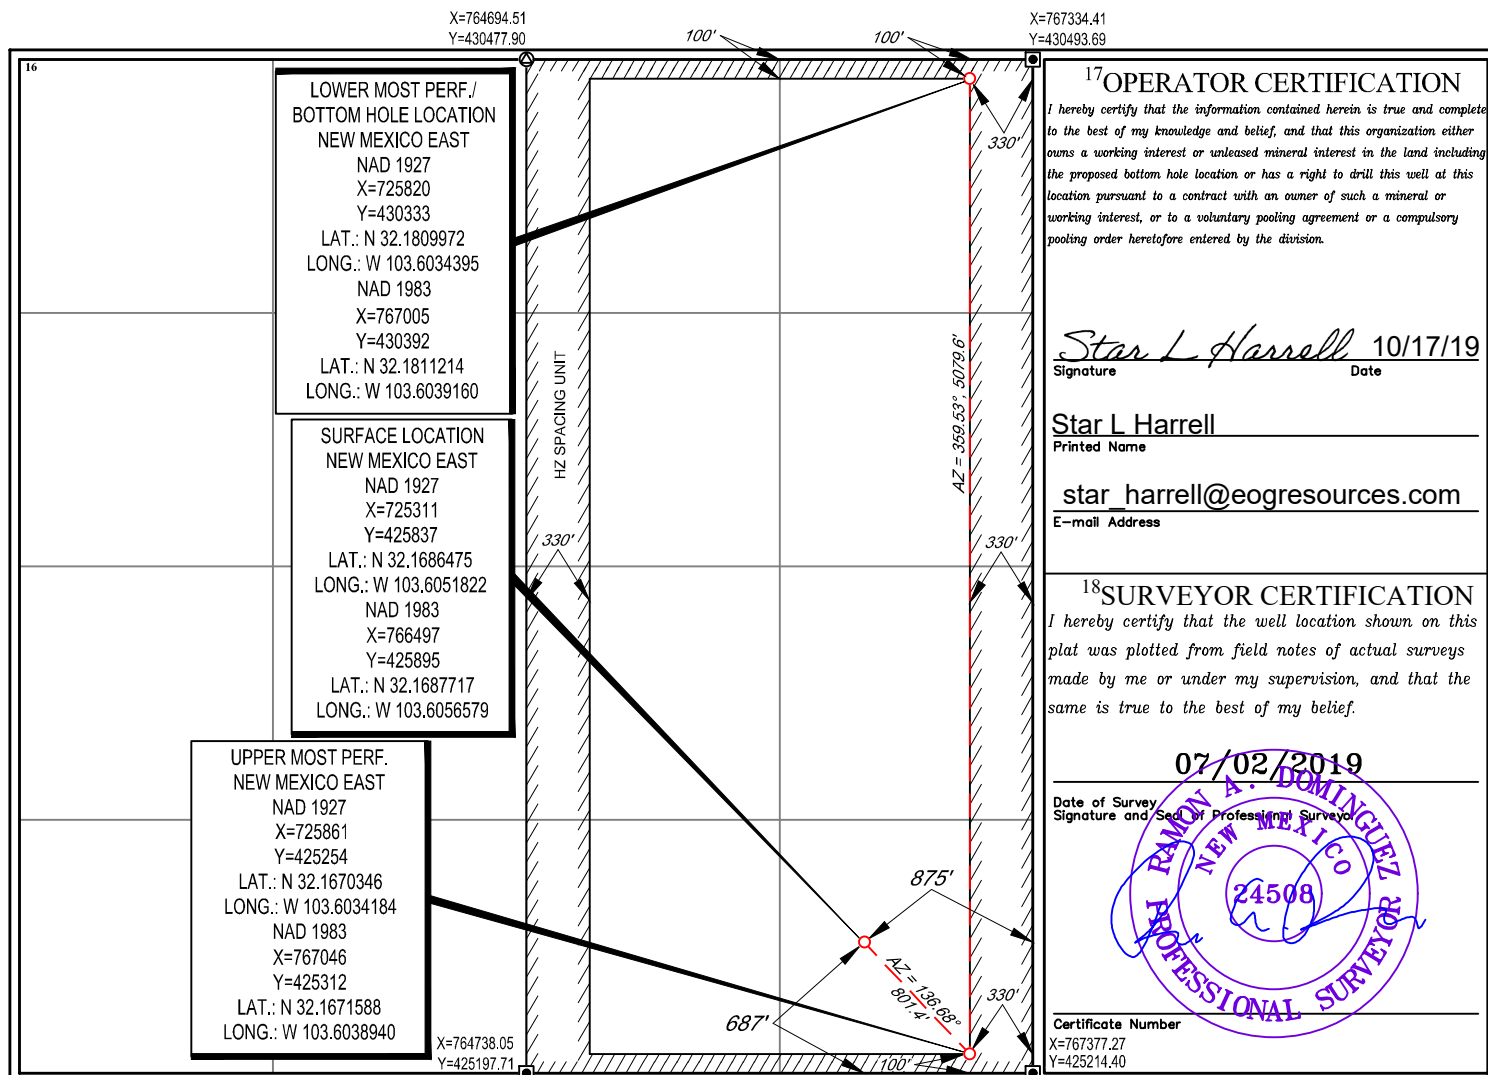 X=764694.51
Y=430477.90
X=767334.41
Y=430493.69
100'
100'
16
LOWER MOST PERF./
BOTTOM HOLE LOCATION
NEW MEXICO EAST
NAD 1927
X=725820
Y=430333
LAT.: N 32.1809972
LONG.: W 103.6034395
NAD 1983
X=767005
Y=430392
LAT.: N 32.1811214
LONG.: W 103.6039160
SURFACE LOCATION
NEW MEXICO EAST
NAD 1927
X=725311
Y=425837
LAT.: N 32.1686475
LONG.: W 103.6051822
NAD 1983
X=766497
Y=425895
LAT.: N 32.1687717
LONG.: W 103.6056579
UPPER MOST PERF.
NEW MEXICO EAST
NAD 1927
X=725861
Y=425254
LAT.: N 32.1670346
LONG.: W 103.6034184
NAD 1983
X=767046
Y=425312
LAT.: N 32.1671588
LONG.: W 103.6038940
X=764738.05
Y=425197.71
HZ SPACING UNIT
330'
330'
AZ = 359.53°, 5079.6'
330'
875'
AZ = 136.68°
801.4'
687'
330'
100'
17 OPERATOR CERTIFICATION
I hereby certify that the information contained herein is true and complete
to the best of my knowledge and belief, and that this organization either
owns a working interest or unleased mineral interest in the land including
the proposed bottom hole location or has a right to drill this well at this
location pursuant to a contract with an owner of such a mineral or
working interest, or to a voluntary pooling agreement or a compulsory
pooling order heretofore entered by the division.
Star L Harrell 10/17/19
Signature Date
Star L Harrell
Printed Name
star_harrell@eogresources.com
E-mail Address
18 SURVEYOR CERTIFICATION
I hereby certify that the well location shown on this
plat was plotted from field notes of actual surveys
made by me or under my supervision, and that the
same is true to the best of my belief.
07/02/2019
Date of Survey
Signature and Seal of Professional Surveyor
RAMON A. DOMINGUEZ
NEW MEXICO
24508
PROFESSIONAL SURVEYOR
Certificate Number
X=767377.27
Y=425214.40